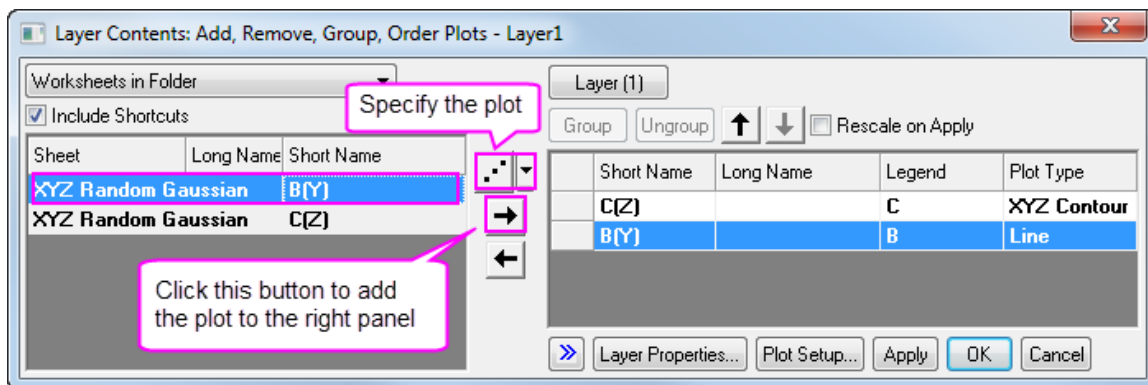 Layer Contents: Add, Remove, Group, Order Plots - Layer1
Worksheets in Folder
Include Shortcuts
Specify the plot
Sheet Long Name Short Name
XYZ Random Gaussian B(Y)
XYZ Random Gaussian C(Z)
Click this button to add
the plot to the right panel
Layer (1)
Group Ungroup Rescale on Apply
Short Name Long Name Legend Plot Type
C(Z) C XYZ Contour
B(Y) B Line
Layer Properties... Plot Setup... Apply OK Cancel